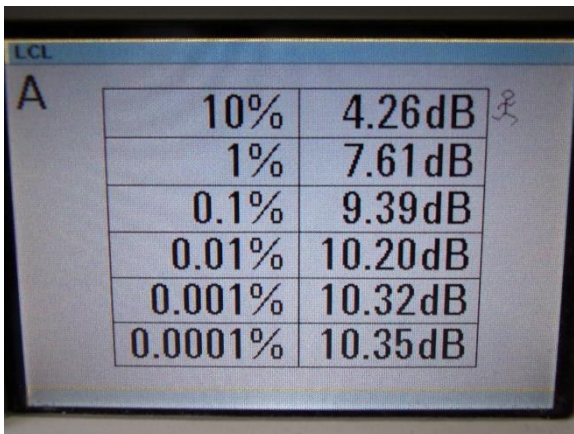 LCL
A
10% 4.26dB
1% 7.61dB
0.1% 9.39dB
0.01% 10.20dB
0.001% 10.32dB
0.0001% 10.35dB